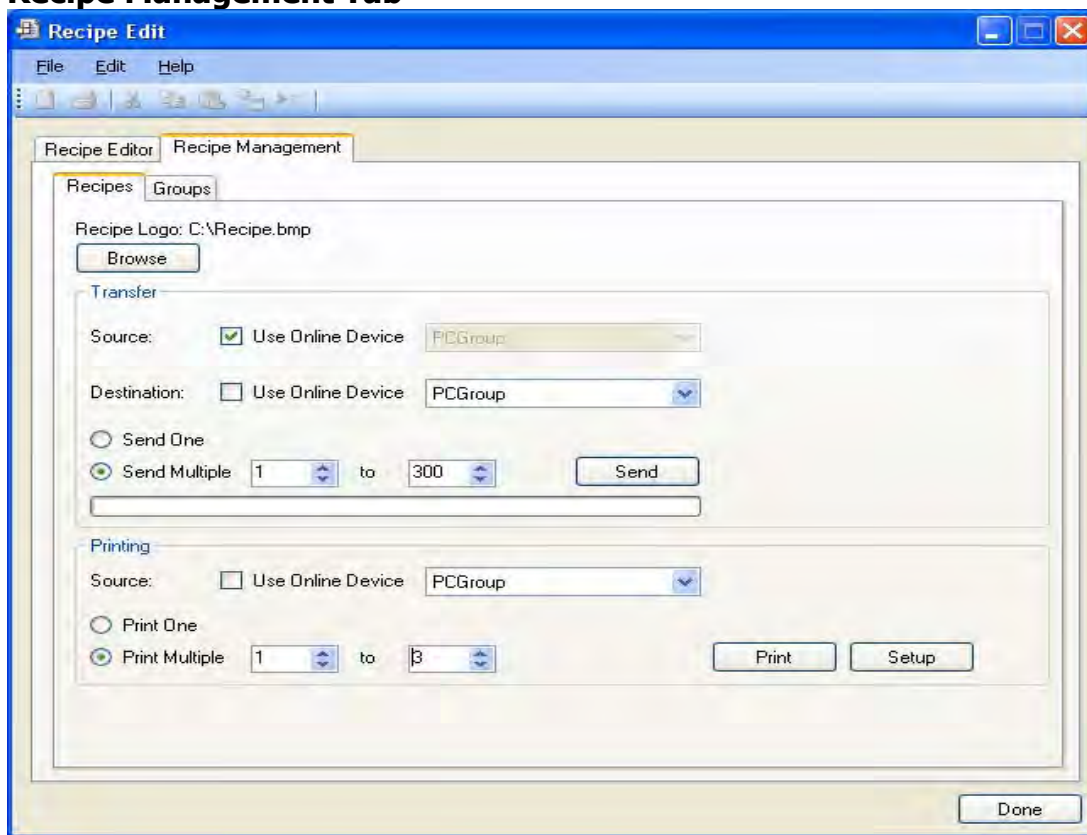 Recipe Management Tab
Recipe Edit
File Edit Help
Recipe Editor Recipe Management
Recipes Groups
Recipe Logo: C:\Recipe.bmp
Browse
Transfer
Source: Use Online Device PCGroup
Destination: Use Online Device PCGroup
Send One
Send Multiple 1 to 300 Send
Printing
Source: Use Online Device PCGroup
Print One
Print Multiple 1 to 3 Print Setup
Done